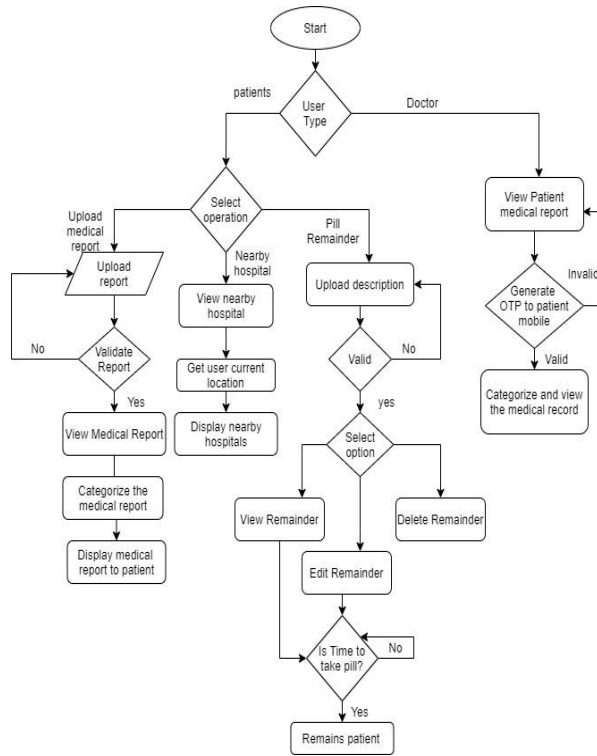 Start
User
Type
patients
Doctor
Select
operation
Upload
medical
report
Upload
report
No
Validate
Report
Yes
View Medical Report
Categorize the
medical report
Display medical
report to patient
Nearby
hospital
View nearby
hospital
Get user current
location
Display nearby
hospitals
Pill
Remainder
Upload description
Valid
No
yes
Select
option
View Remainder
Edit Remainder
Delete Remainder
Is Time to
take pill?
No
Yes
Remains patient
View Patient
medical report
Generate
OTP to patient
mobile
Invalid
Valid
Categorize and view
the medical record